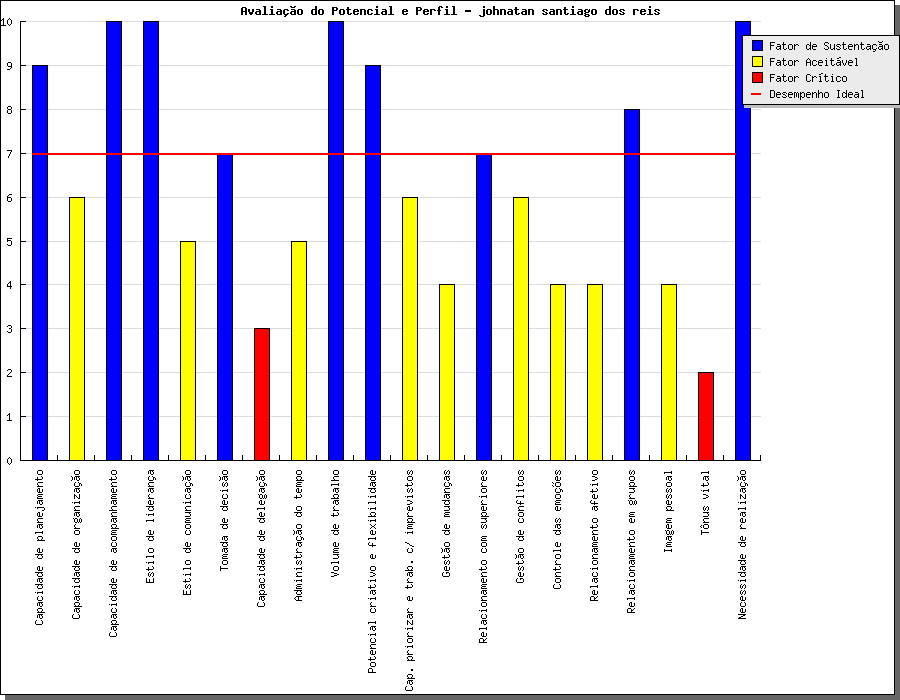 Avaliação do Potencial e Perfil - johnatan santiago dos reis
10
9
8
7
6
5
4
3
2
1
0
Fator de Sustentação
Fator Aceitável
Fator Crítico
Desempenho Ideal
Capacidade de planejamento
Capacidade de organização
Capacidade de acompanhamento
Estilo de liderança
Estilo de comunicação
Tomada de decisão
Capacidade de delegação
Administração do tempo
Volume de trabalho
Potencial criativo e flexibilidade
Cap. priorizar e trab. c/ imprevistos
Gestão de mudanças
Relacionamento com superiores
Gestão de conflitos
Controle das emoções
Relacionamento afetivo
Relacionamento em grupos
Imagem pessoal
Tônus vital
Necessidade de realização